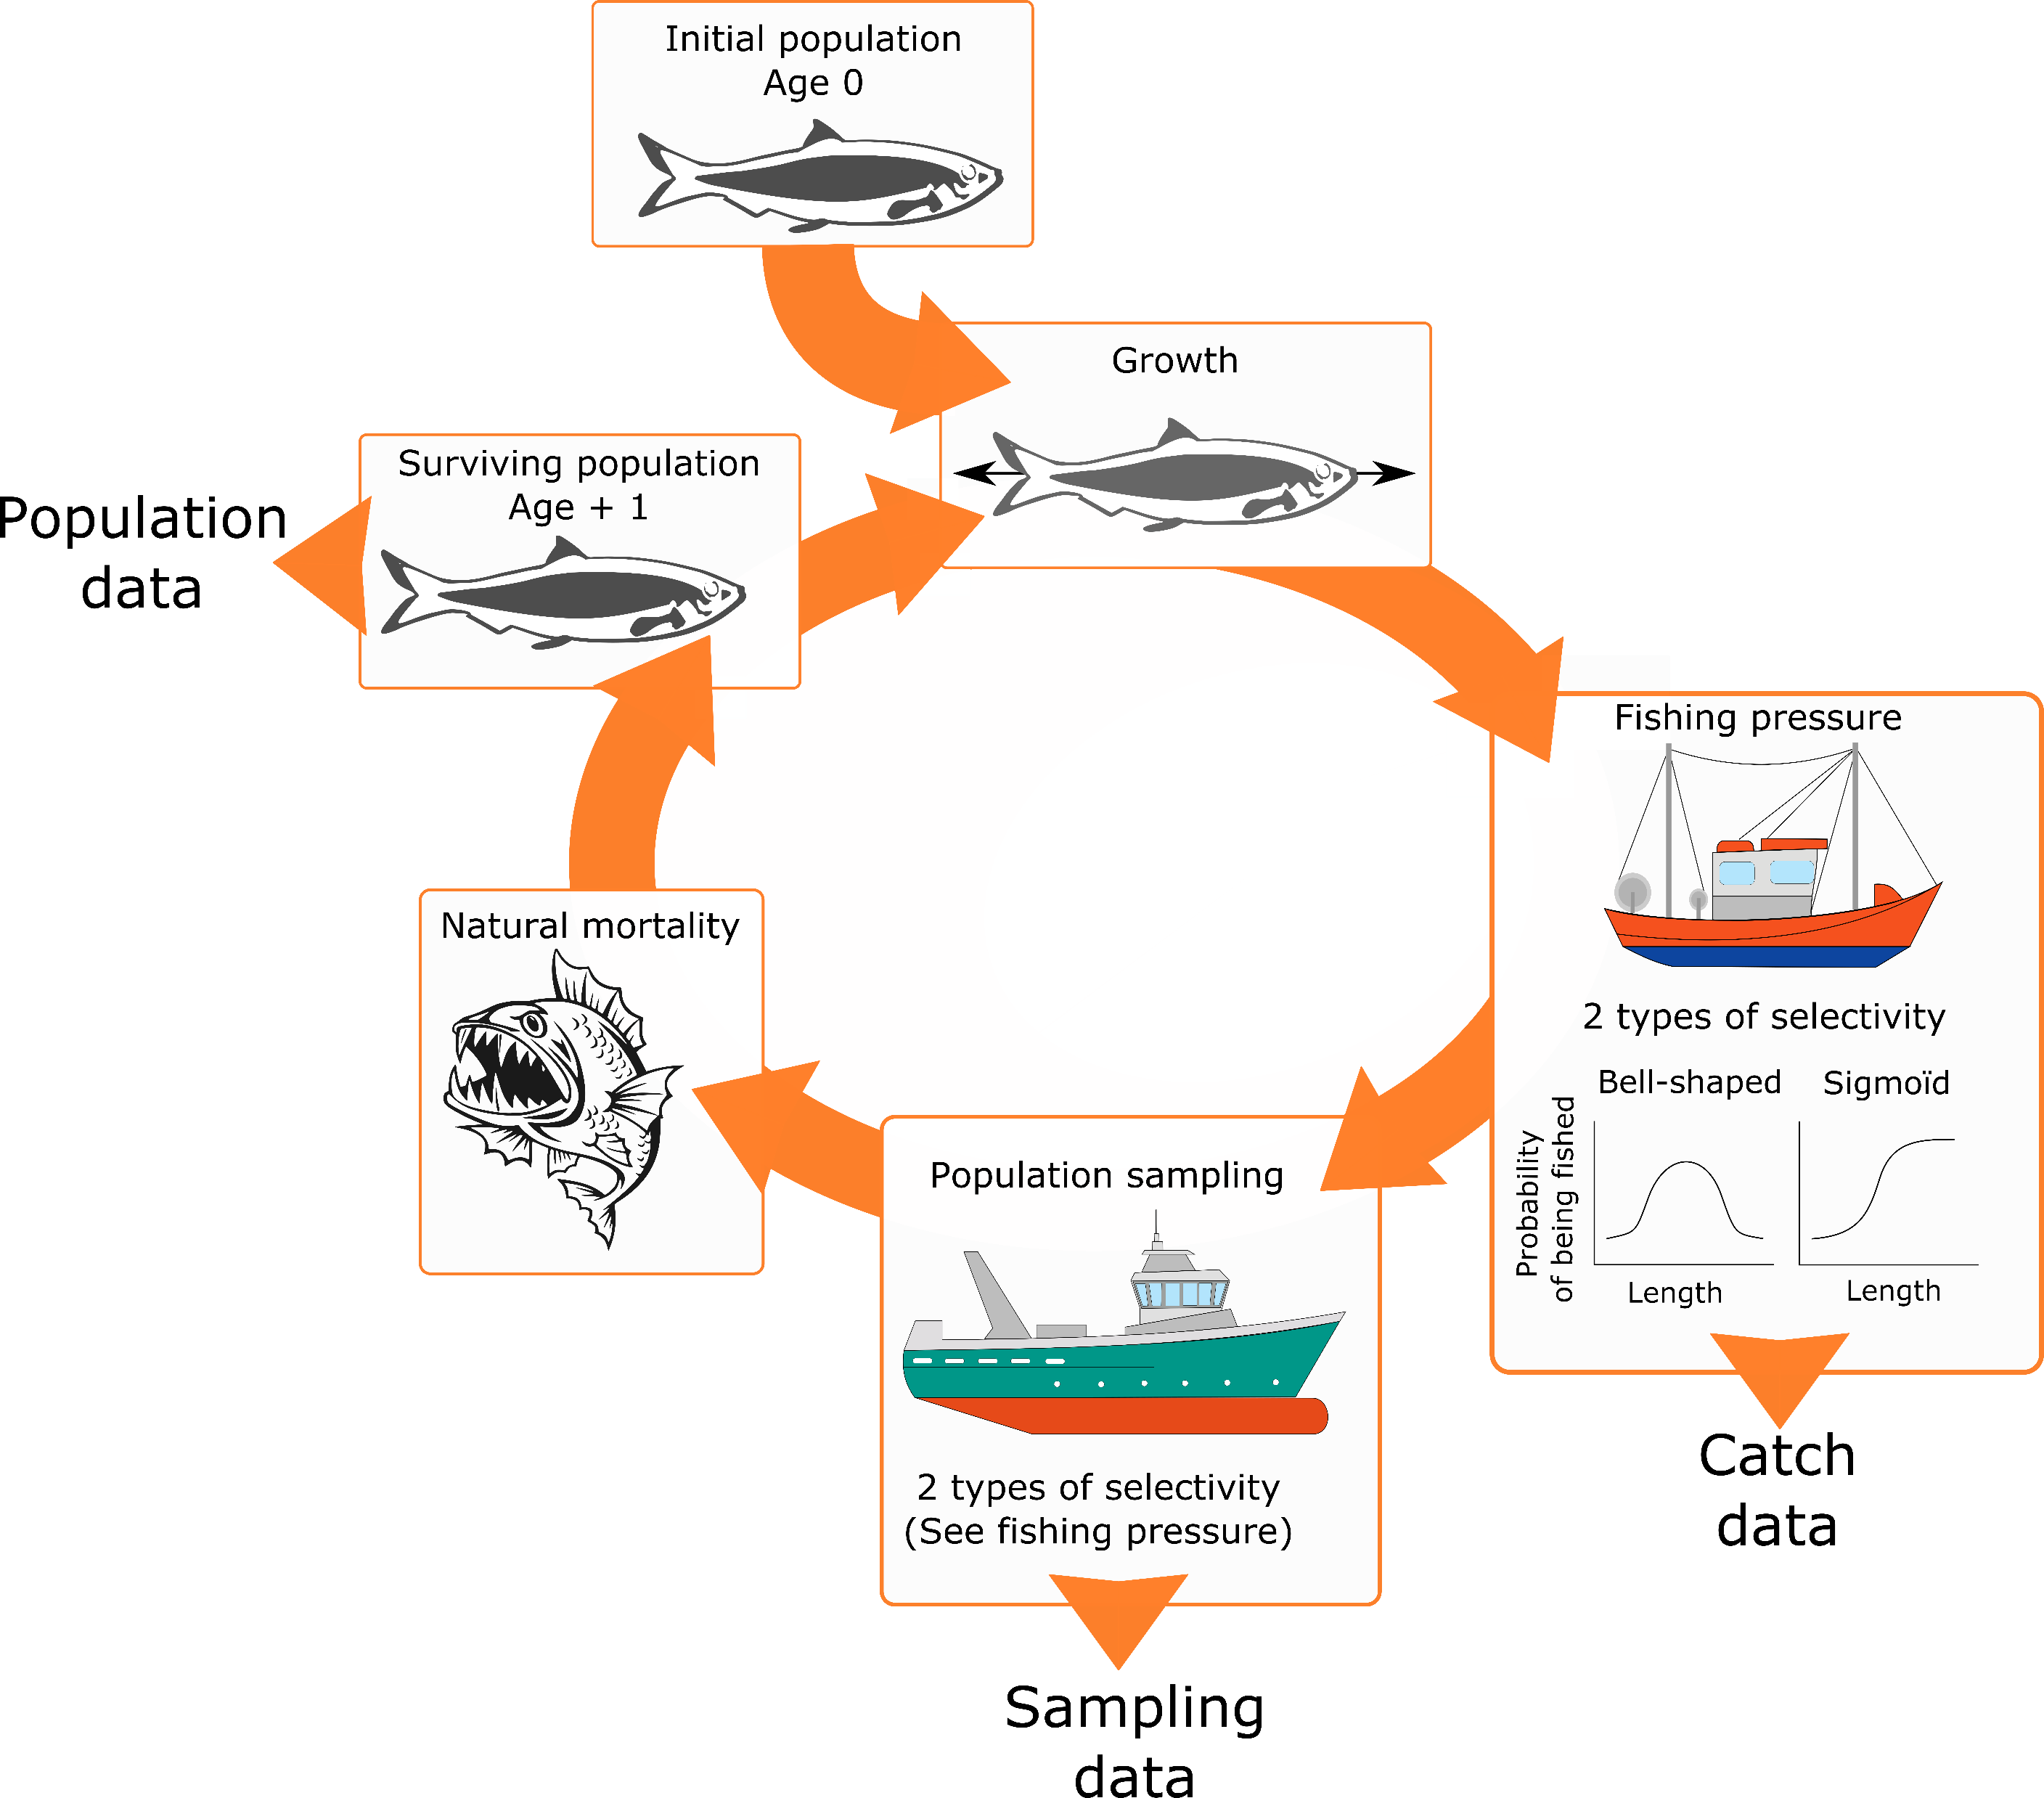 Initial population
Age 0
Growth
Surviving population
Age + 1
Population
data
Fishing pressure
2 types of selectivity
Bell-shaped
Sigmoïd
Probability
of being fished
Length
Length
Natural mortality
Population sampling
2 types of selectivity
(See fishing pressure)
Catch
data
Sampling
data